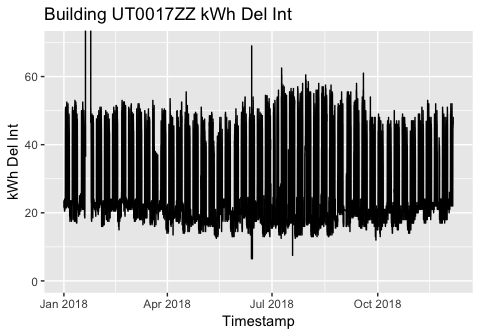 Building UT0017ZZ kWh Del Int
kWh Del Int
60
40
20
0
Jan 2018
Apr 2018
Jul 2018
Oct 2018
Timestamp